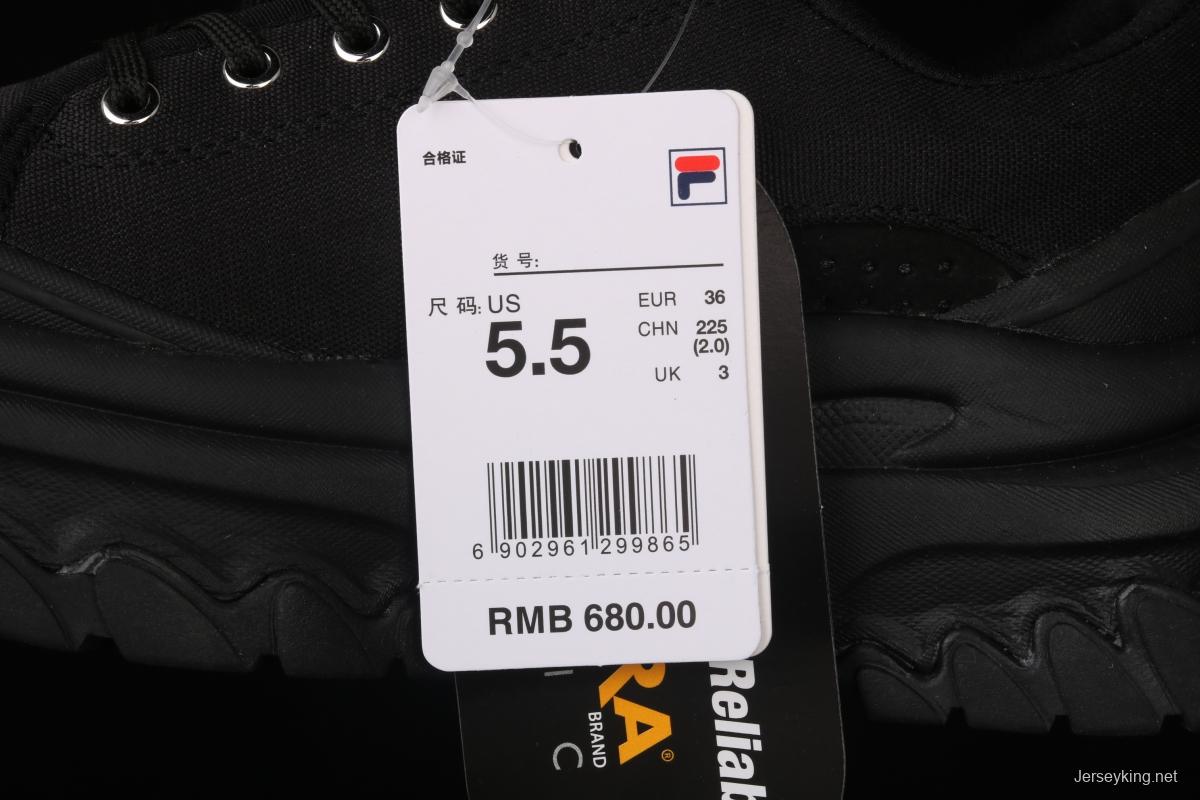 合格证
货 号:
尺 码: US
5.5
EUR 36
CHN 225
(2.0)
UK 3
6 902961 299865
RMB 680.00
RA®
BRAND
C
Reliab
Jerseyking.net